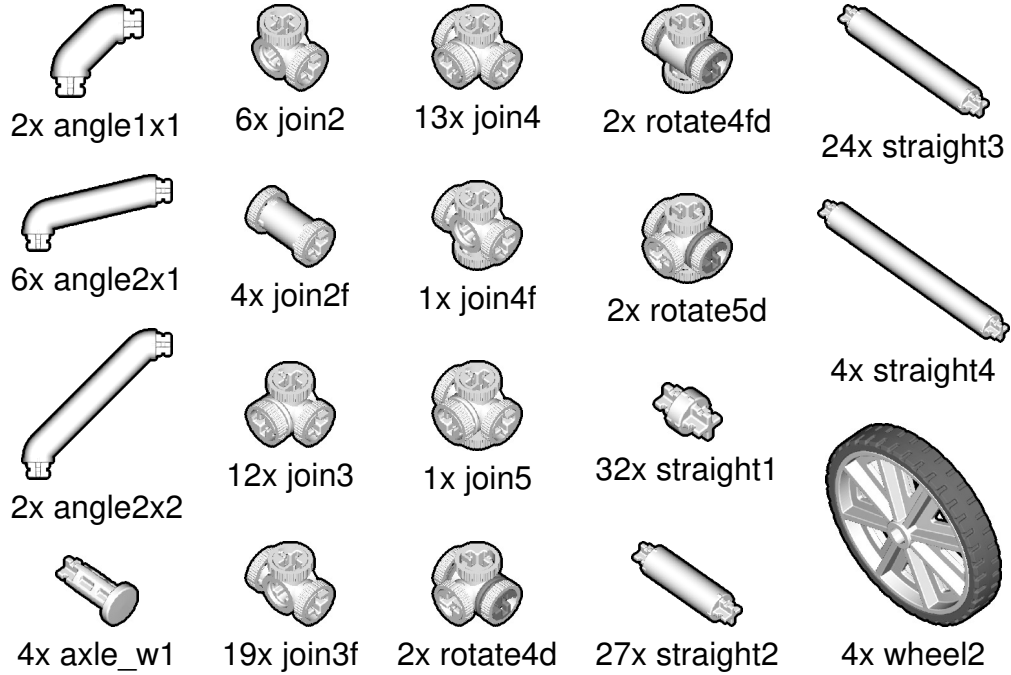 2x angle1x1
6x join2
13x join4
2x rotate4fd
24x straight3
6x angle2x1
4x join2f
1x join4f
2x rotate5d
4x straight4
2x angle2x2
12x join3
1x join5
32x straight1
4x axle_w1
19x join3f
2x rotate4d
27x straight2
4x wheel2